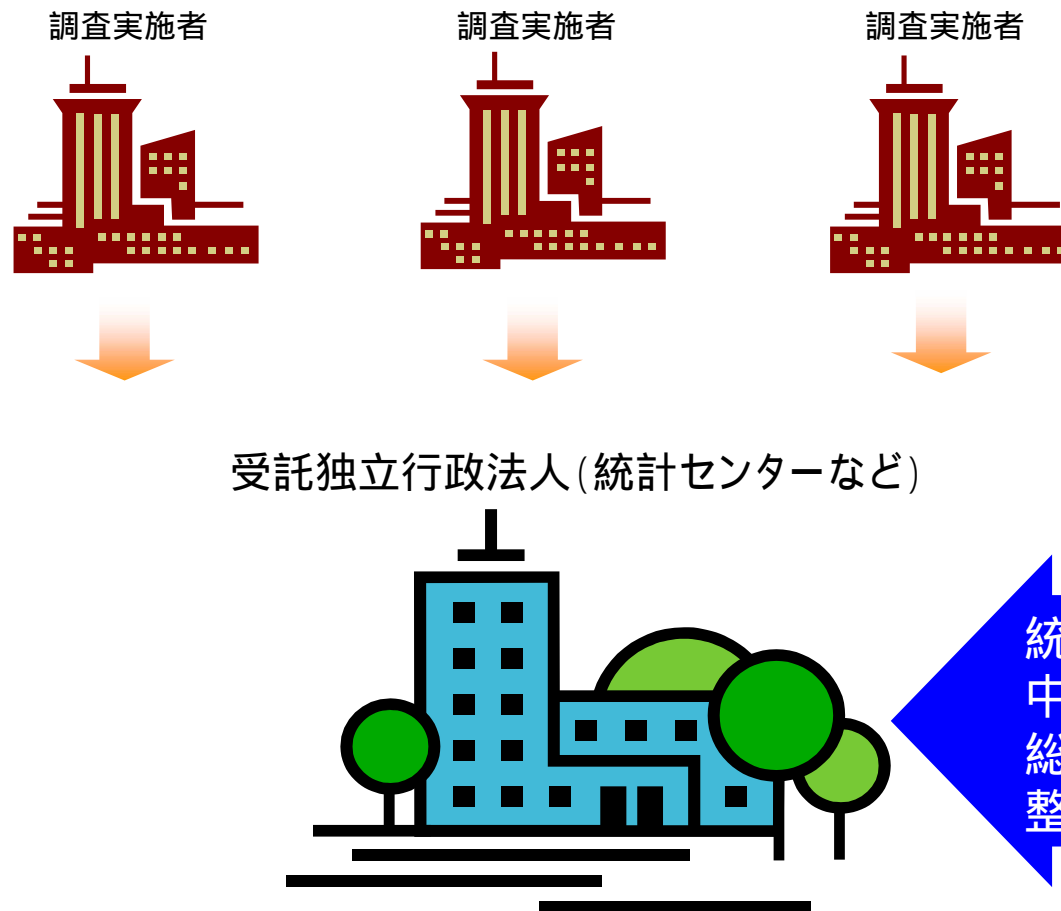 調査実施者
調査実施者
調査実施者
受託独立行政法人(統計センターなど)
統
中
総
整